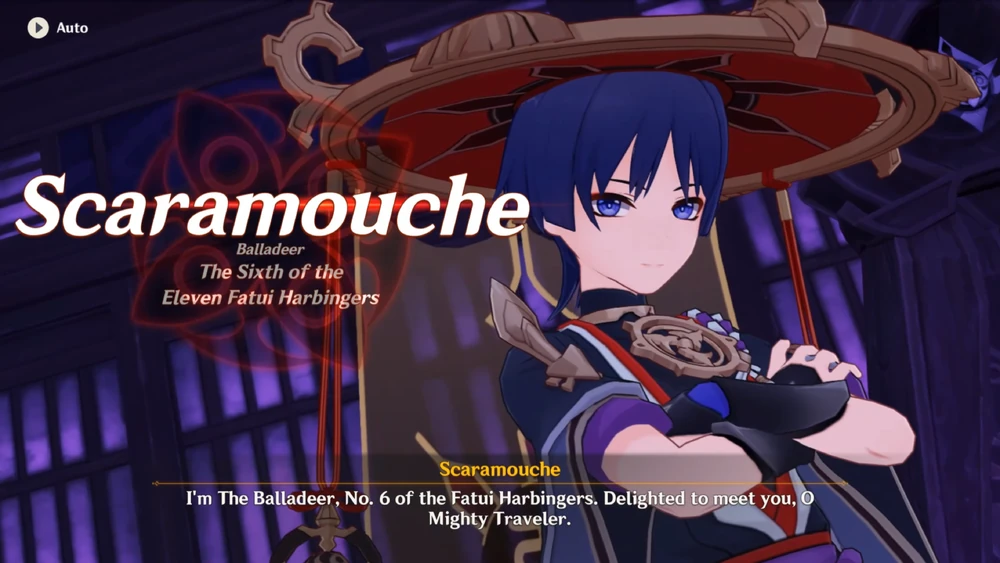 Auto
Scaramouche
Balladeer
The Sixth of the
Eleven Fatui Harbingers
Scaramouche
I'm The Balladeer, No. 6 of the Fatui Harbingers. Delighted to meet you, O
Mighty Traveler.